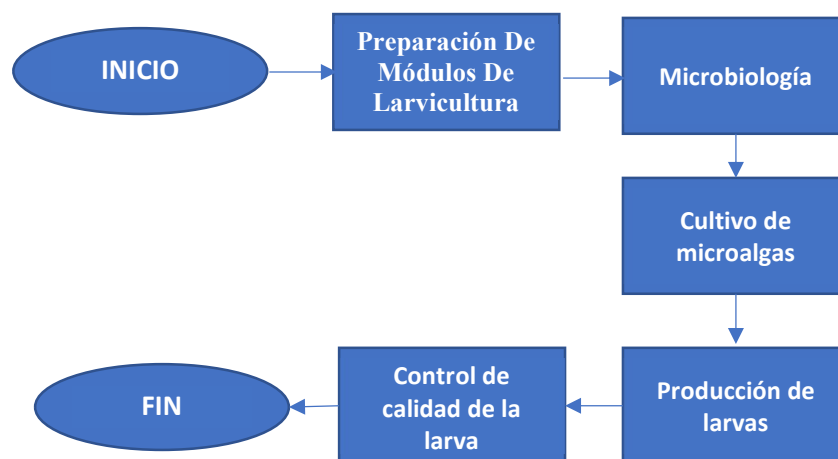 INICIO
Preparación De
Módulos De
Larvicultura
Microbiología
Cultivo de
microalgas
Producción de
larvas
Control de
calidad de la
larva
FIN